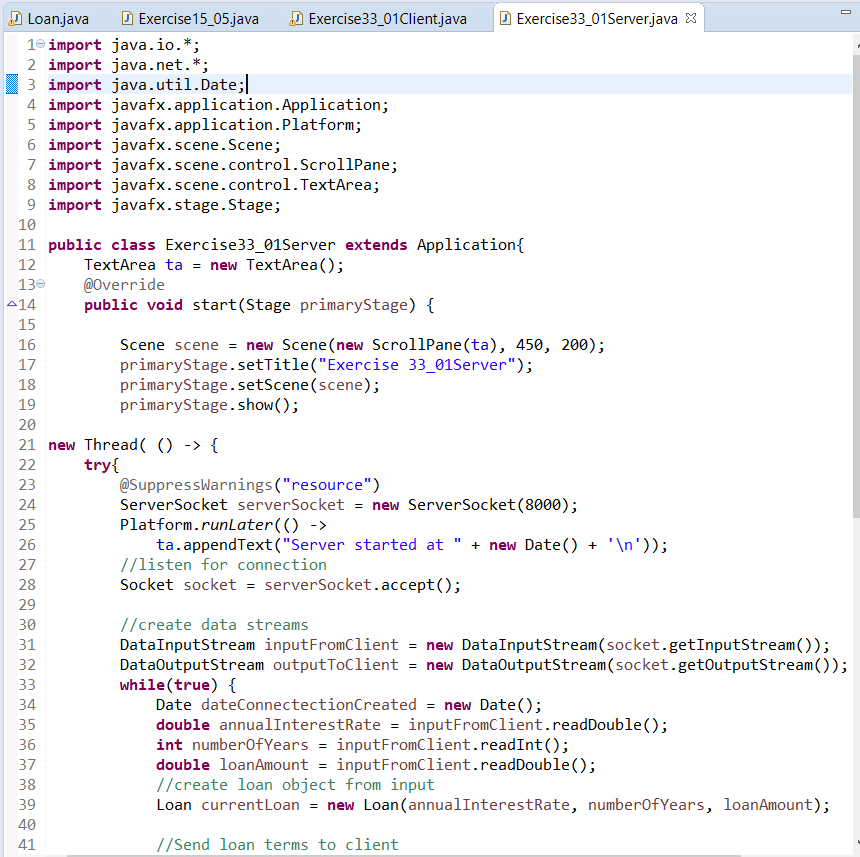 Loan.java Exercise15_05.java Exercise33_01Client.java Exercise33_01Server.java
1 import java.io.*;
2 import java.net.*;
3 import java.util.Date;
4 import javafx.application.Application;
5 import javafx.application.Platform;
6 import javafx.scene.Scene;
7 import javafx.scene.control.ScrollPane;
8 import javafx.scene.control.TextArea;
9 import javafx.stage.Stage;
10
11 public class Exercise33_01Server extends Application{
12     TextArea ta = new TextArea();
13     @Override
14     public void start(Stage primaryStage) {
15
16         Scene scene = new Scene(new ScrollPane(ta), 450, 200);
17         primaryStage.setTitle("Exercise 33_01Server");
18         primaryStage.setScene(scene);
19         primaryStage.show();
20
21 new Thread( () -> {
22     try{
23         @SuppressWarnings("resource")
24         ServerSocket serverSocket = new ServerSocket(8000);
25         Platform.runLater(() ->
26             ta.appendText("Server started at " + new Date() + '\n'));
27         //listen for connection
28         Socket socket = serverSocket.accept();
29
30         //create data streams
31         DataInputStream inputFromClient = new DataInputStream(socket.getInputStream());
32         DataOutputStream outputToClient = new DataOutputStream(socket.getOutputStream());
33         while(true) {
34             Date dateConnectectionCreated = new Date();
35             double annualInterestRate = inputFromClient.readDouble();
36             int numberOfYears = inputFromClient.readInt();
37             double loanAmount = inputFromClient.readDouble();
38             //create loan object from input
39             Loan currentLoan = new Loan(annualInterestRate, numberOfYears, loanAmount);
40
41             //Send loan terms to client